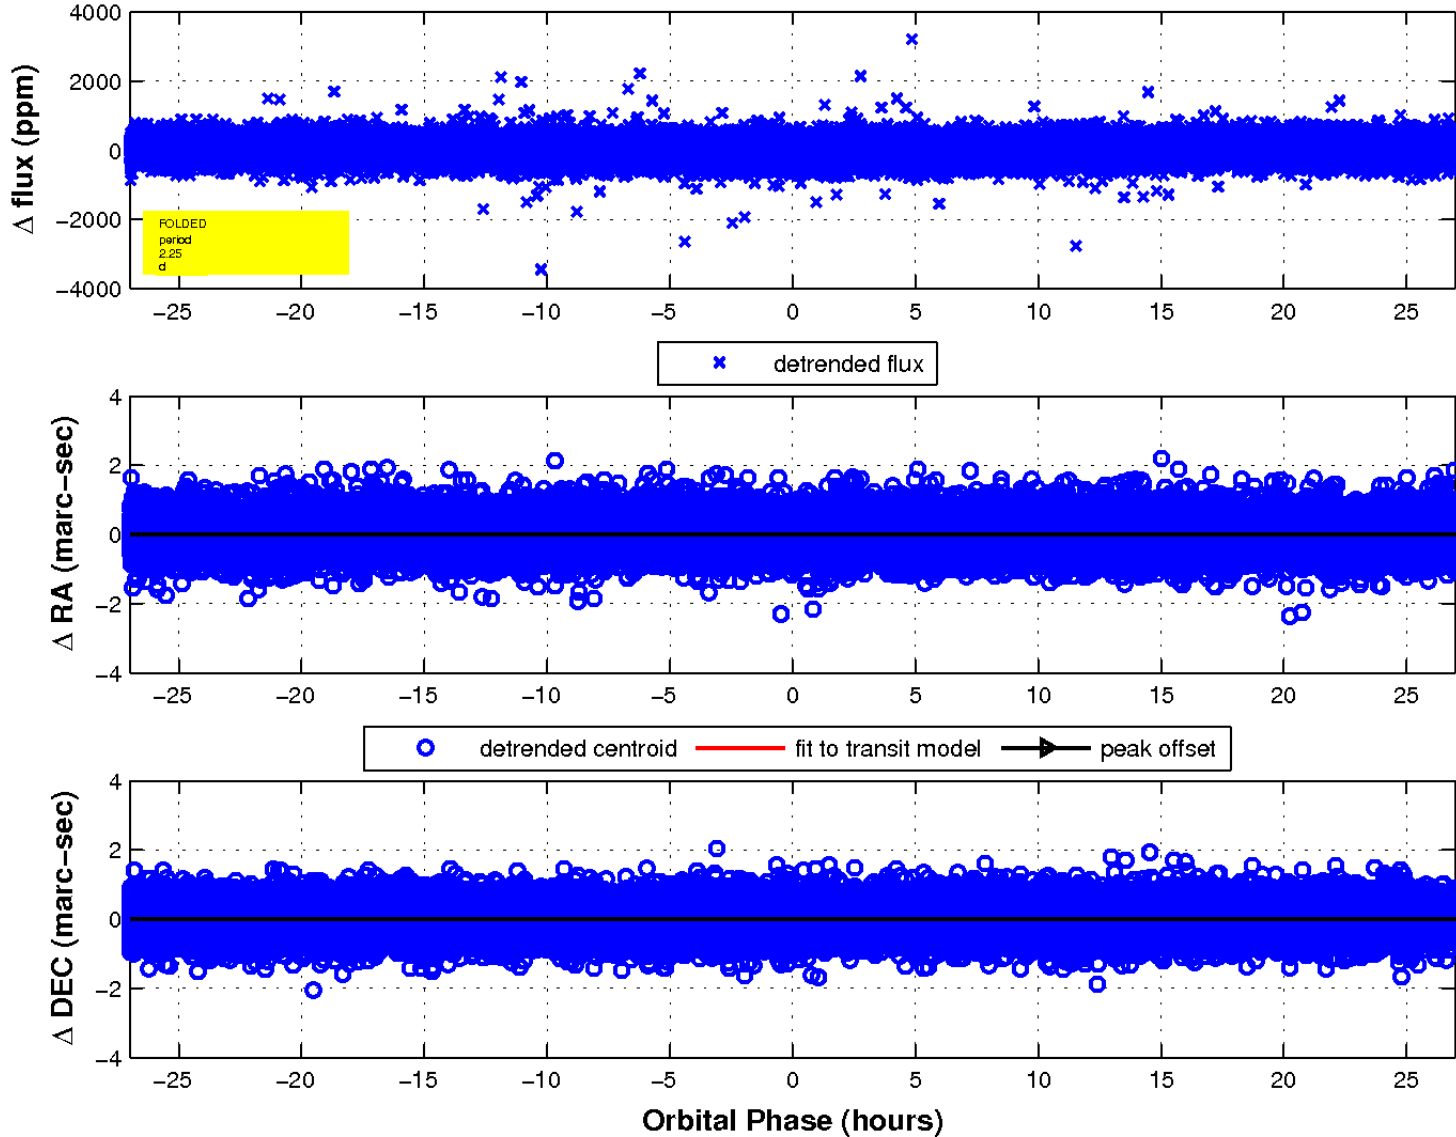 4000
2000
0
−2000
−4000
Δ flux (ppm)
FOLDED
period
2.25
d
−25 −20 −15 −10 −5 0 5 10 15 20 25
detrended flux
4
2
0
−2
−4
Δ RA (marc−sec)
−25 −20 −15 −10 −5 0 5 10 15 20 25
detrended centroid fit to transit model peak offset
4
2
0
−2
−4
Δ DEC (marc−sec)
−25 −20 −15 −10 −5 0 5 10 15 20 25
Orbital Phase (hours)